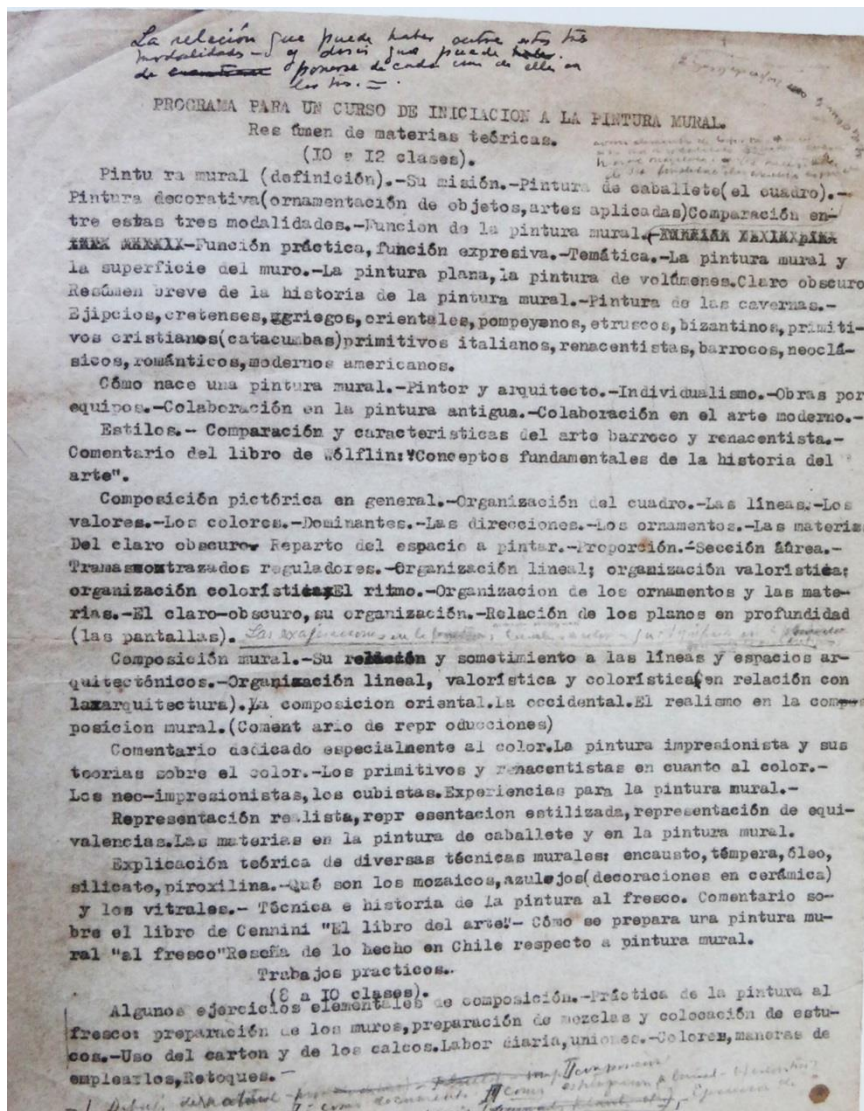 La relación que puede haber entre estos tres
modalidades — y dosis que puede haber.
de ponerse de cada una de ellas en
los tres. =
PROGRAMA PARA UN CURSO DE INICIACION A LA PINTURA MURAL.
Res úmen de materias teóricas.
(IO a I2 clases).
Pintu ra mural (definición).-Su misión.-Pintura de caballete(el cuadro).-
Pintura decorativa(ornamentación de objetos,artes aplicadas)Comparación en-
tre estas tres modalidades.-Funcion de la pintura mural.
-Función práctica,función expresiva.-Temática.-La pintura mural y
la superficie del muro.-La pintura plana,la pintura de volúmenes.Claro obscuro
Resúmen breve de la historia de la pintura mural.-Pintura de las cavernas.-
Ejipcios,cretenses,griegos,orientales,pompeyanos,etruscos,bizantinos,primiti-
vos cristianos(catacumbas)primitivos italianos,renacentistas,barrocos,neoclá-
sicos,románticos,modernos americanos.
Cómo nace una pintura mural.-Pintor y arquitecto.-Individualismo.-Obras por
equipos.-Colaboración en la pintura antigua.-Colaboración en el arte moderno.-
Estilos.- Comparación y caracteristicas del arte barroco y renacentista.-
Comentario del libro de Wölflin:"Conceptos fundamentales de la historia del
arte".
Composición pictórica en general.-Organización del cuadro.-Las líneas.-Los
valores.-Los colores.-Dominantes.-Las direcciones.-Los ornamentos.-Las materia
Del claro obscuro- Reparto del espacio a pintar.-Proporción.-Sección áúrea.-
Tramas trazados reguladores.-Organización lineal; organización valorística;
organización colorística El ritmo.-Organizacion de los ornamentos y las mate-
rias.-El claro-obscuro,su organización.-Relación de los planos en profundidad
(las pantallas).
Composición mural.-Su relación y sometimiento a las líneas y espacios ar-
quitectónicos.-Organización lineal, valorística y colorística(en relación con
la arquitectura).La composicion oriental.La occidental.El realismo en la com-
posicion mural.(Coment ario de repr oducciones)
Comentario dedicado especialmente al color.La pintura impresionista y sus
teorías sobre el color.-Los primitivos y renacentistas en cuanto al color.-
Los neo-impresionistas,los cubistas.Experiencias para la pintura mural.-
Representación realista,repr esentacion estilizada,representación de equi-
valencias.Las materias en la pintura de caballete y en la pintura mural.
Explicación teórica de diversas técnicas murales: encausto,témpera,óleo,
silicato,piroxilina.-Qué son los mozaicos,azulejos(decoraciones en cerámica)
y los vitrales.- Técnica e historia de la pintura al fresco. Comentario so-
bre el libro de Cennini "El libro del arte"- Cómo se prepara una pintura mu-
ral "al fresco"Reseña de lo hecho en Chile respecto a pintura mural.
Trabajos practicos.
(8 a IO clases).
Algunos ejercicios elementales de composición.-Práctica de la pintura al
fresco: preparación de los muros,preparación de mezclas y colocación de estu-
cos.-Uso del carton y de los calcos.Labor diaria,uniones.-Colores,maneras de
emplearlos,Retoques.-